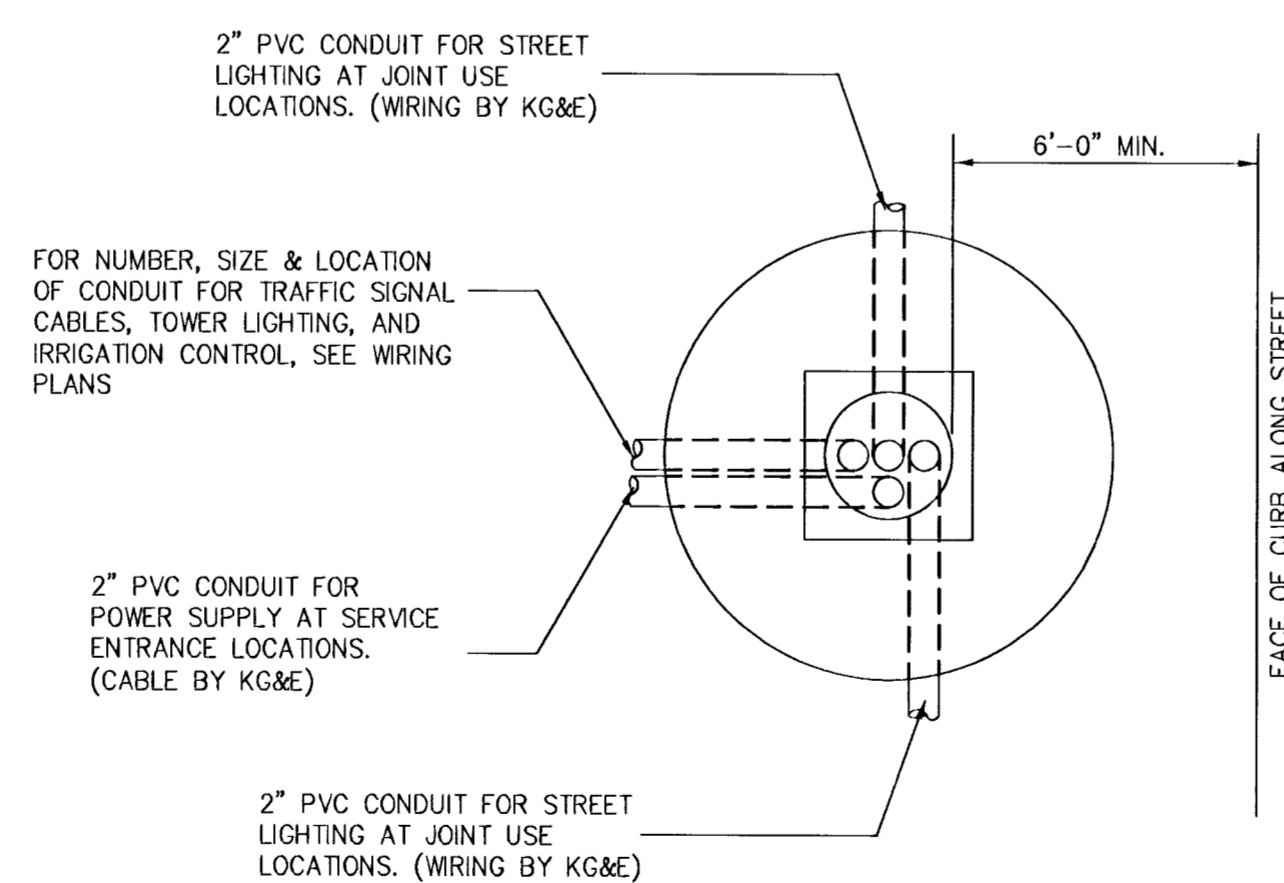 2" PVC CONDUIT FOR STREET
LIGHTING AT JOINT USE
LOCATIONS. (WIRING BY KG&E)
6'-0" MIN.
FOR NUMBER, SIZE & LOCATION
OF CONDUIT FOR TRAFFIC SIGNAL
CABLES, TOWER LIGHTING, AND
IRRIGATION CONTROL, SEE WIRING
PLANS
FACE OF CURB ALONG STREET
2" PVC CONDUIT FOR
POWER SUPPLY AT SERVICE
ENTRANCE LOCATIONS.
(CABLE BY KG&E)
2" PVC CONDUIT FOR STREET
LIGHTING AT JOINT USE
LOCATIONS. (WIRING BY KG&E)